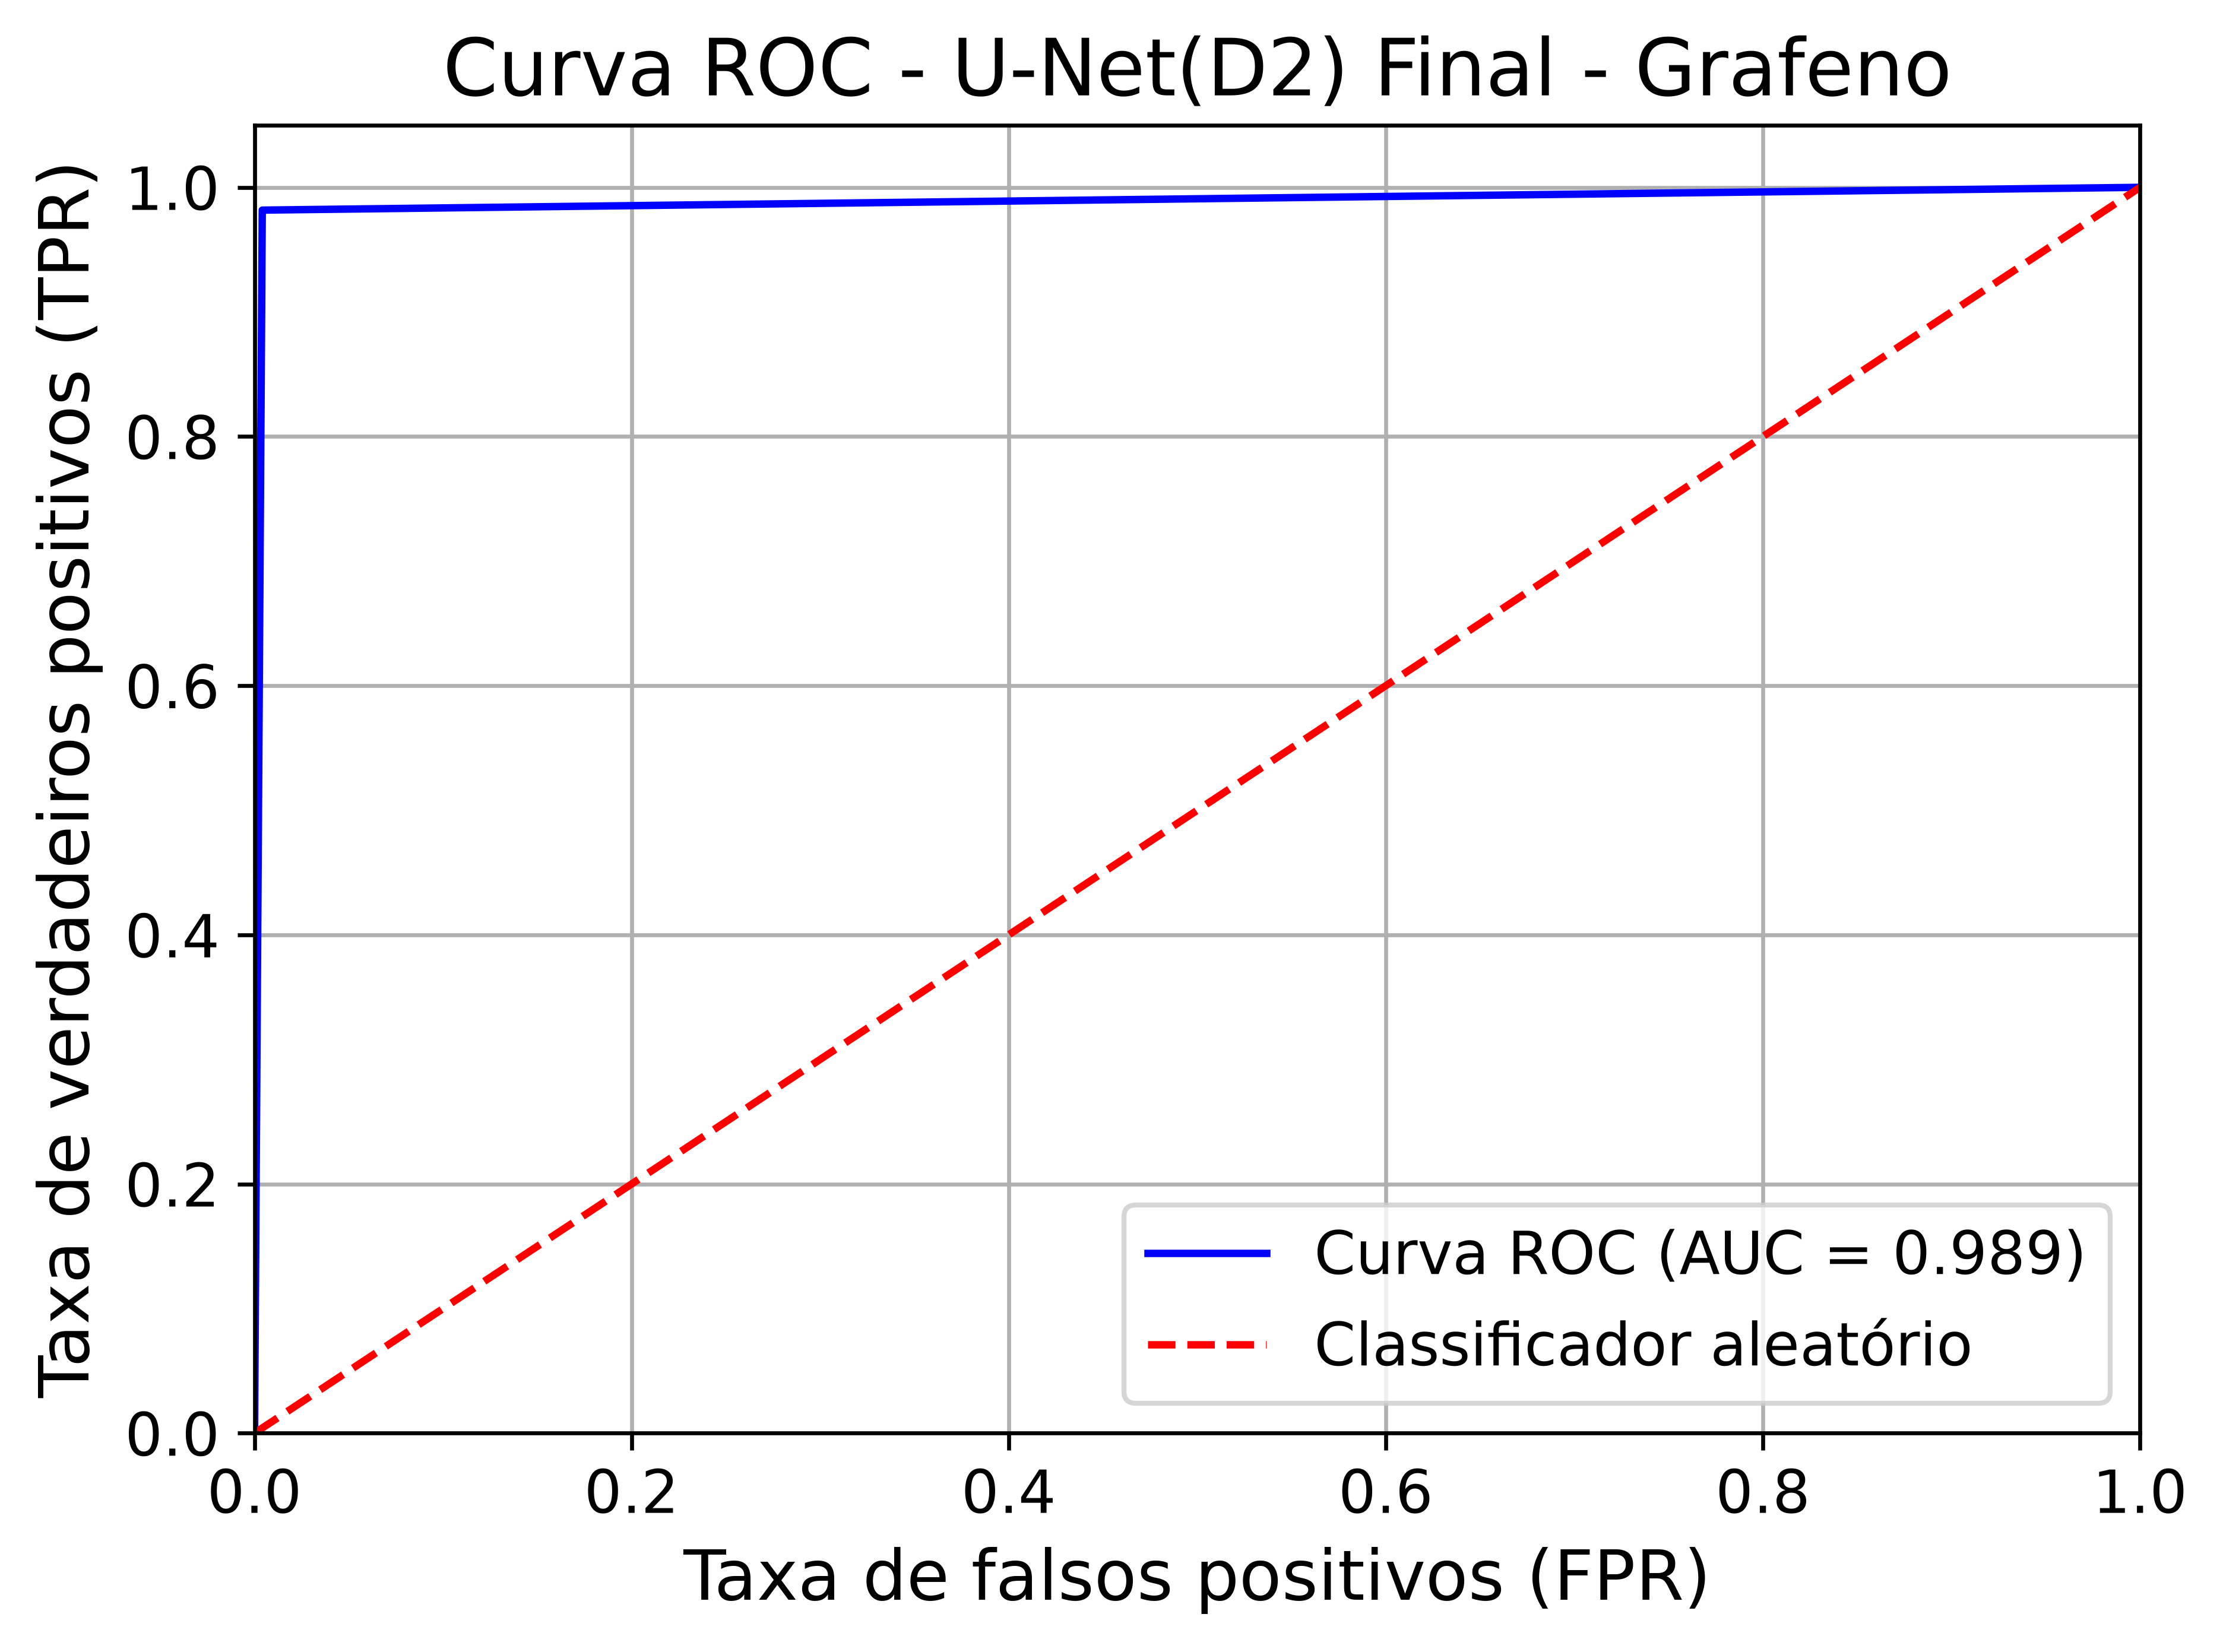 Curva ROC - U-Net(D2) Final - Grafeno
Taxa de verdadeiros positivos (TPR)
1.0
0.8
0.6
0.4
0.2
0.0
Curva ROC (AUC = 0.989)
Classificador aleatório
0.0 0.2 0.4 0.6 0.8 1.0
Taxa de falsos positivos (FPR)